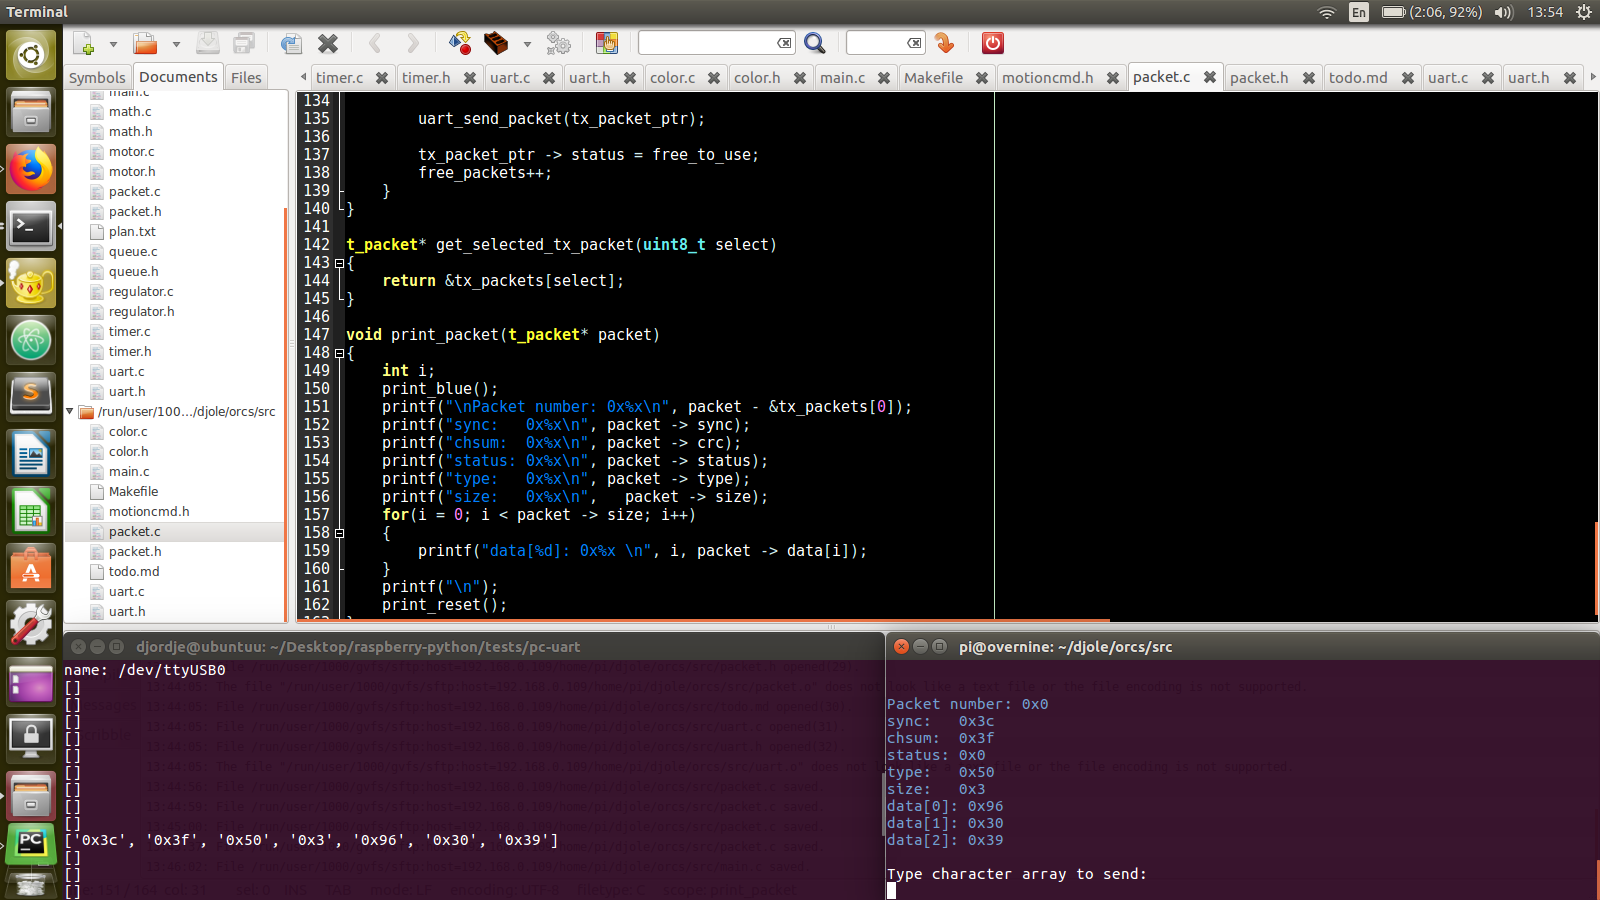 Terminal
En
(2:06, 92%)
13:54
Symbols
Documents
Files
timer.c
timer.h
uart.c
uart.h
color.c
color.h
main.c
Makefile
motioncmd.h
packet.c
packet.h
todo.md
uart.c
uart.h
main.c
math.c
math.h
motor.c
motor.h
packet.c
packet.h
plan.txt
queue.c
queue.h
regulator.c
regulator.h
timer.c
timer.h
uart.c
uart.h
/run/user/100.../djole/orcs/src
color.c
color.h
main.c
Makefile
motioncmd.h
packet.c
packet.h
todo.md
uart.c
uart.h
134
135 uart_send_packet(tx_packet_ptr);
136
137 tx_packet_ptr -> status = free_to_use;
138 free_packets++;
139 }
140 }
141
142 t_packet* get_selected_tx_packet(uint8_t select)
143 {
144 return &tx_packets[select];
145 }
146
147 void print_packet(t_packet* packet)
148 {
149 int i;
150 print_blue();
151 printf("\nPacket number: 0x%x\n", packet - &tx_packets[0]);
152 printf("sync:   0x%x\n", packet -> sync);
153 printf("chsum:  0x%x\n", packet -> crc);
154 printf("status: 0x%x\n", packet -> status);
155 printf("type:   0x%x\n", packet -> type);
156 printf("size:   0x%x\n",   packet -> size);
157 for(i = 0; i < packet -> size; i++)
158 {
159 printf("data[%d]: 0x%x \n", i, packet -> data[i]);
160 }
161 printf("\n");
162 print_reset();
djordje@ubuntuu: ~/Desktop/raspberry-python/tests/pc-uart
name: /dev/ttyUSB0
[]
[]
[]
[]
[]
[]
[]
[]
[]
['0x3c', '0x3f', '0x50', '0x3', '0x96', '0x30', '0x39']
[]
[]
[]
pi@overnine: ~/djole/orcs/src
Packet number: 0x0
sync:   0x3c
chsum:  0x3f
status: 0x0
type:   0x50
size:   0x3
data[0]: 0x96
data[1]: 0x30
data[2]: 0x39
Type character array to send: